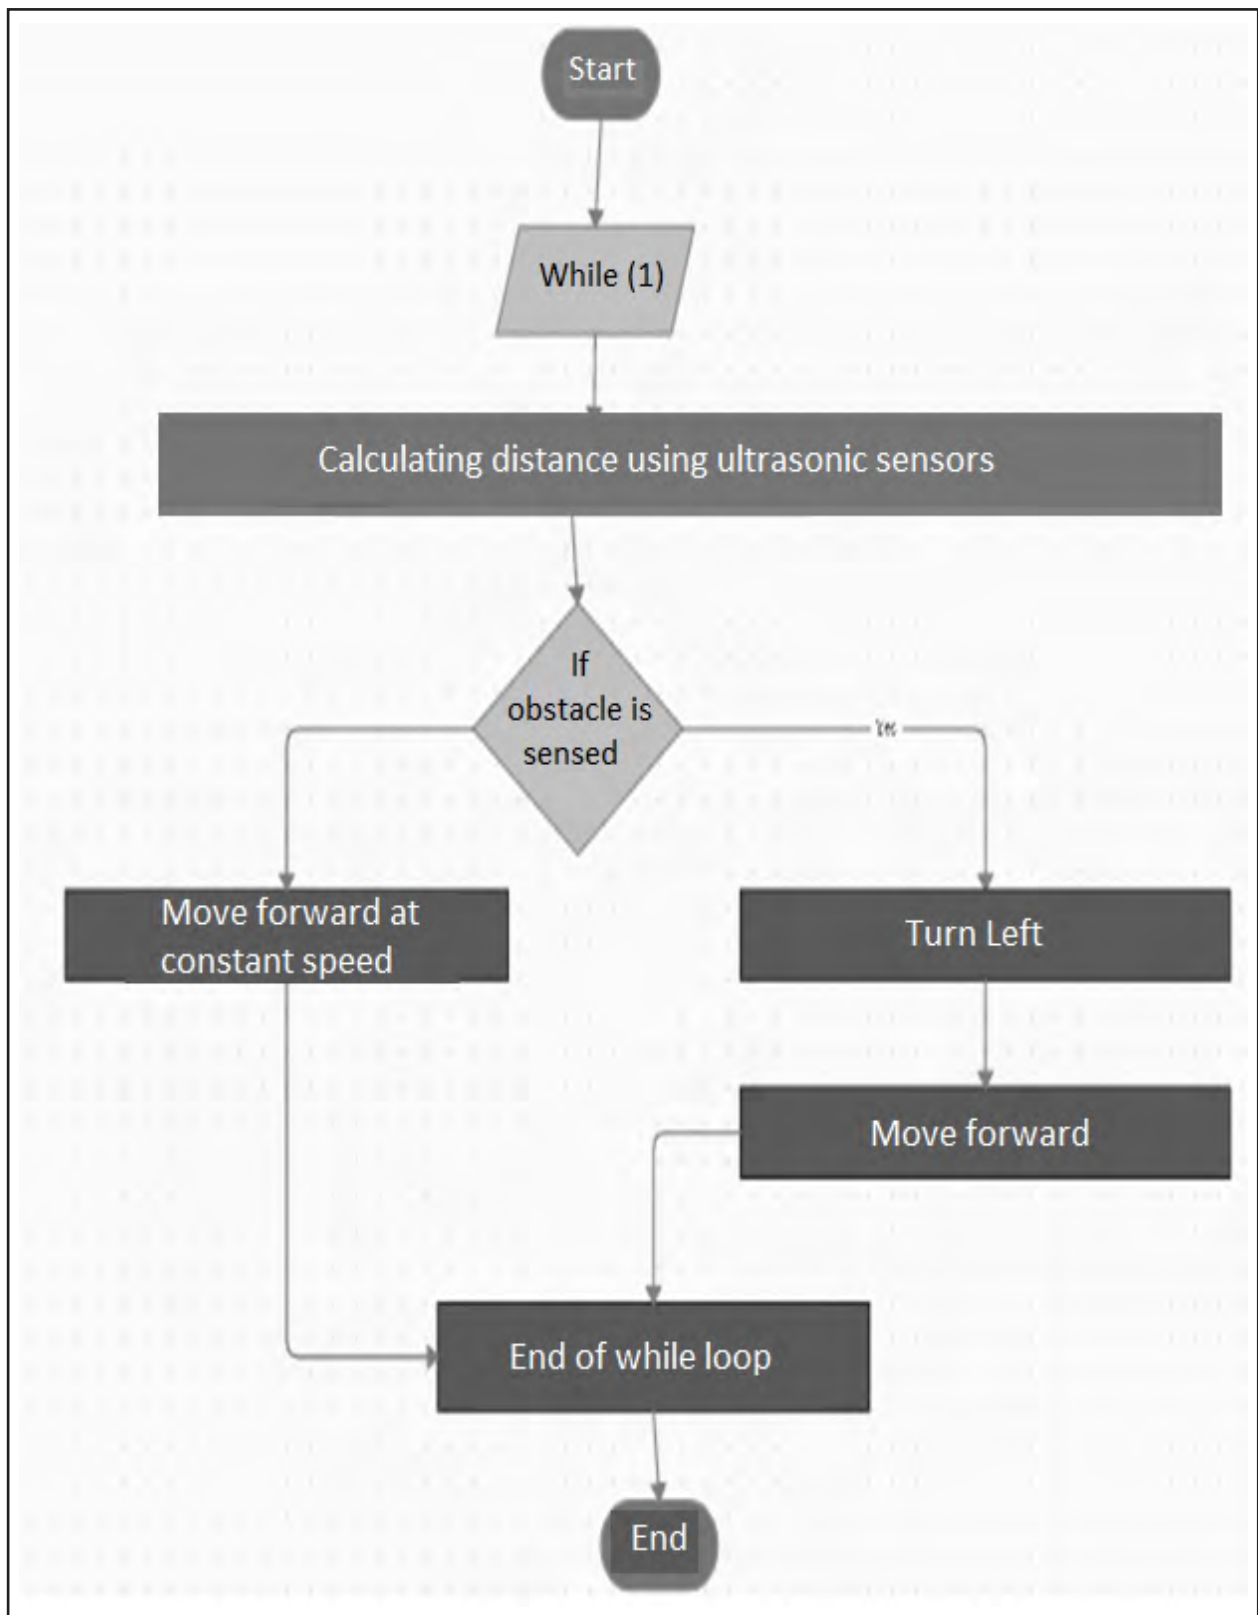 Start
While (1)
Calculating distance using ultrasonic sensors
If
obstacle is
sensed
Yes
Move forward at
constant speed
Turn Left
Move forward
End of while loop
End